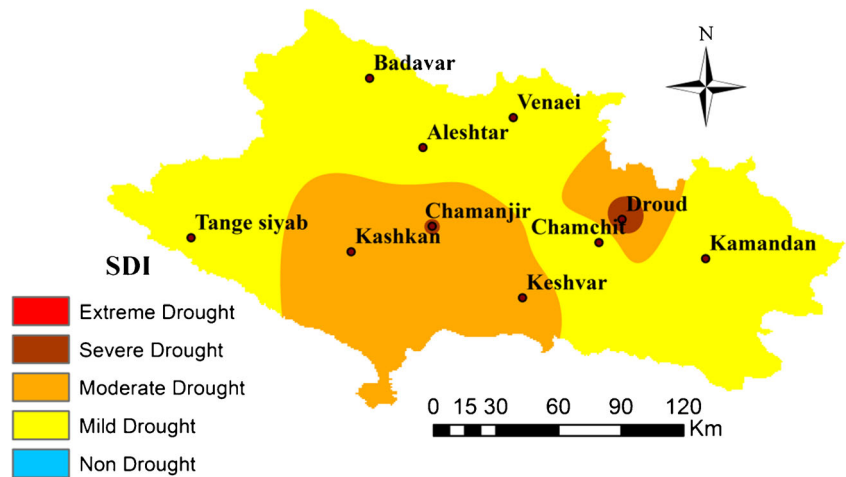 Badavar
N
Venaei
Aleshtar
Droud
Chamanjir
Tange siyab
Chamchit
Kashkan
Kamandan
SDI
Keshvar
Extreme Drought
Severe Drought
Moderate Drought
Mild Drought
Non Drought
0 15 30 60 90 120
Km